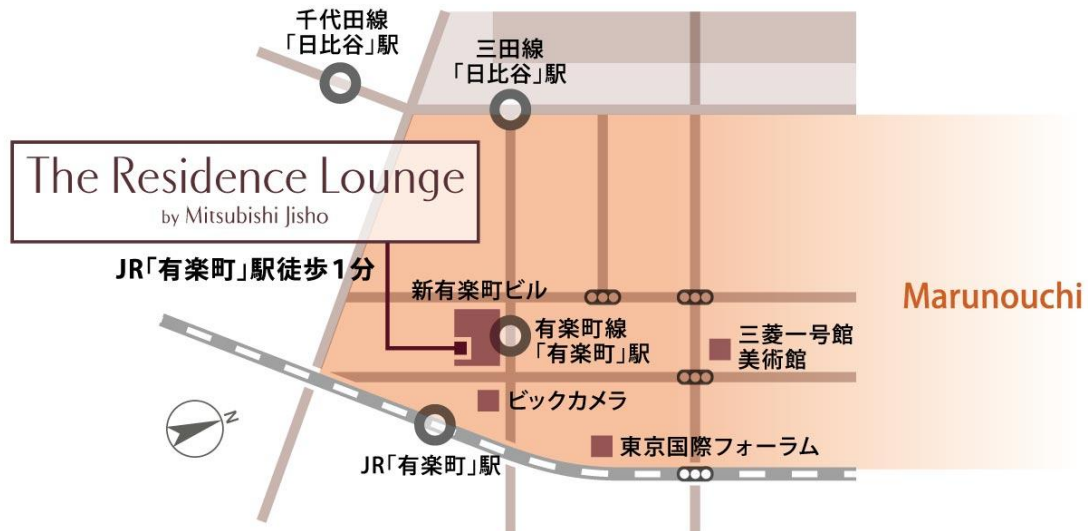 千代田線
「日比谷」駅
三田線
「日比谷」駅
The Residence Lounge
by Mitsubishi Jisho
JR「有楽町」駅徒歩1分
新有楽町ビル
Marunouchi
有楽町線
「有楽町」駅
三菱一号館
美術館
ビックカメラ
N
東京国際フォーラム
JR「有楽町」駅